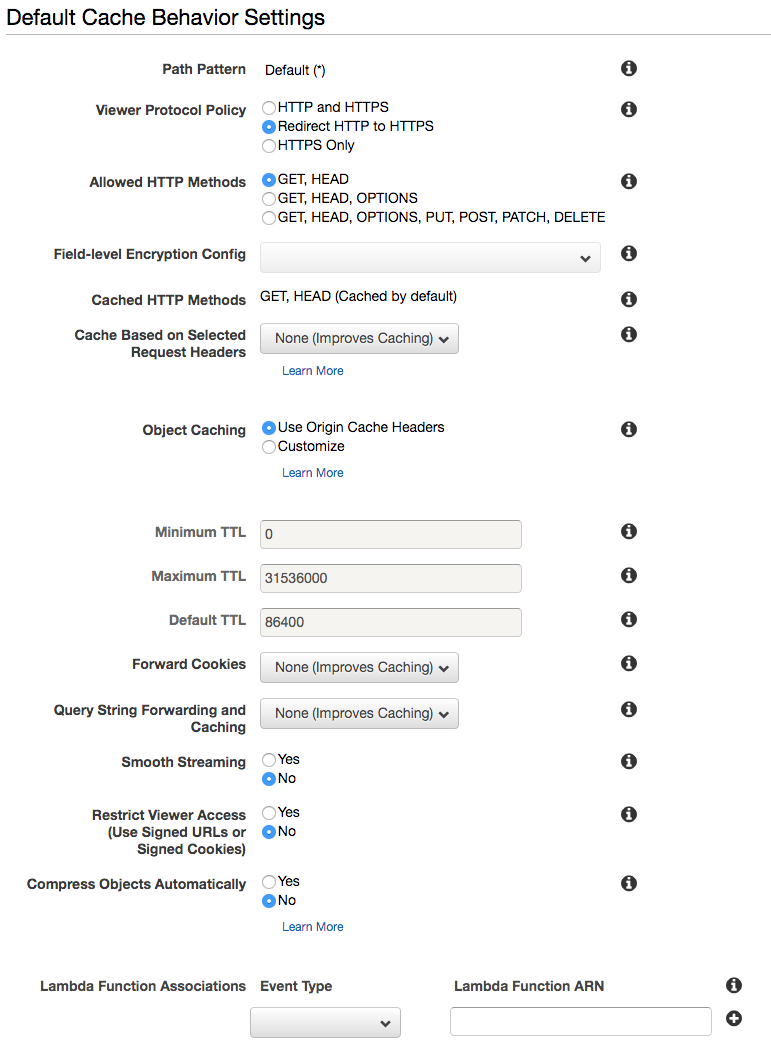 Default Cache Behavior Settings
Path Pattern Default (*)
Viewer Protocol Policy HTTP and HTTPS
Redirect HTTP to HTTPS
HTTPS Only
Allowed HTTP Methods GET, HEAD
GET, HEAD, OPTIONS
GET, HEAD, OPTIONS, PUT, POST, PATCH, DELETE
Field-level Encryption Config
Cached HTTP Methods GET, HEAD (Cached by default)
Cache Based on Selected
Request Headers
None (Improves Caching)
Learn More
Object Caching Use Origin Cache Headers
Customize
Learn More
Minimum TTL 0
Maximum TTL 31536000
Default TTL 86400
Forward Cookies None (Improves Caching)
Query String Forwarding and
Caching
None (Improves Caching)
Smooth Streaming Yes
No
Restrict Viewer Access
(Use Signed URLs or
Signed Cookies)
Yes
No
Compress Objects Automatically Yes
No
Learn More
Lambda Function Associations Event Type Lambda Function ARN